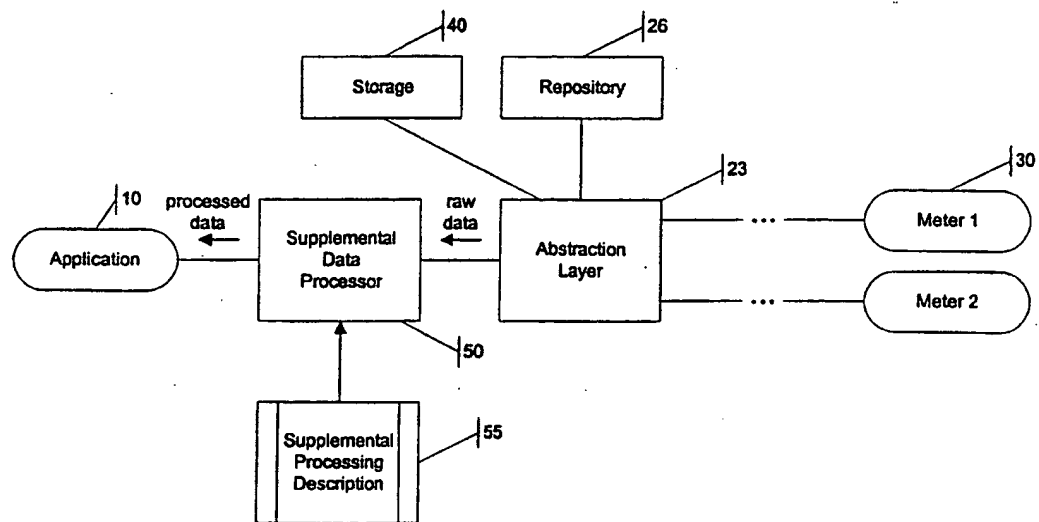 40
26
Storage
Repository
23
30
10
processed
data
raw
data
Application
Supplemental
Data
Processor
Abstraction
Layer
Meter 1
...
Meter 2
...
50
Supplemental
Processing
Description
55